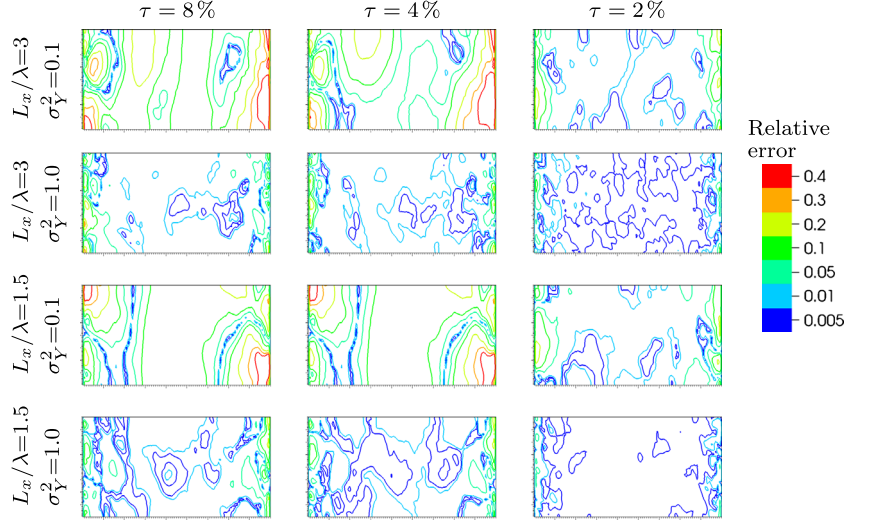 τ = 8 %
τ = 4 %
τ = 2 %
Lx/λ=3
σ²Y=0.1
Lx/λ=3
σ²Y=1.0
Lx/λ=1.5
σ²Y=0.1
Lx/λ=1.5
σ²Y=1.0
Relative
error
0.4
0.3
0.2
0.1
0.05
0.01
0.005